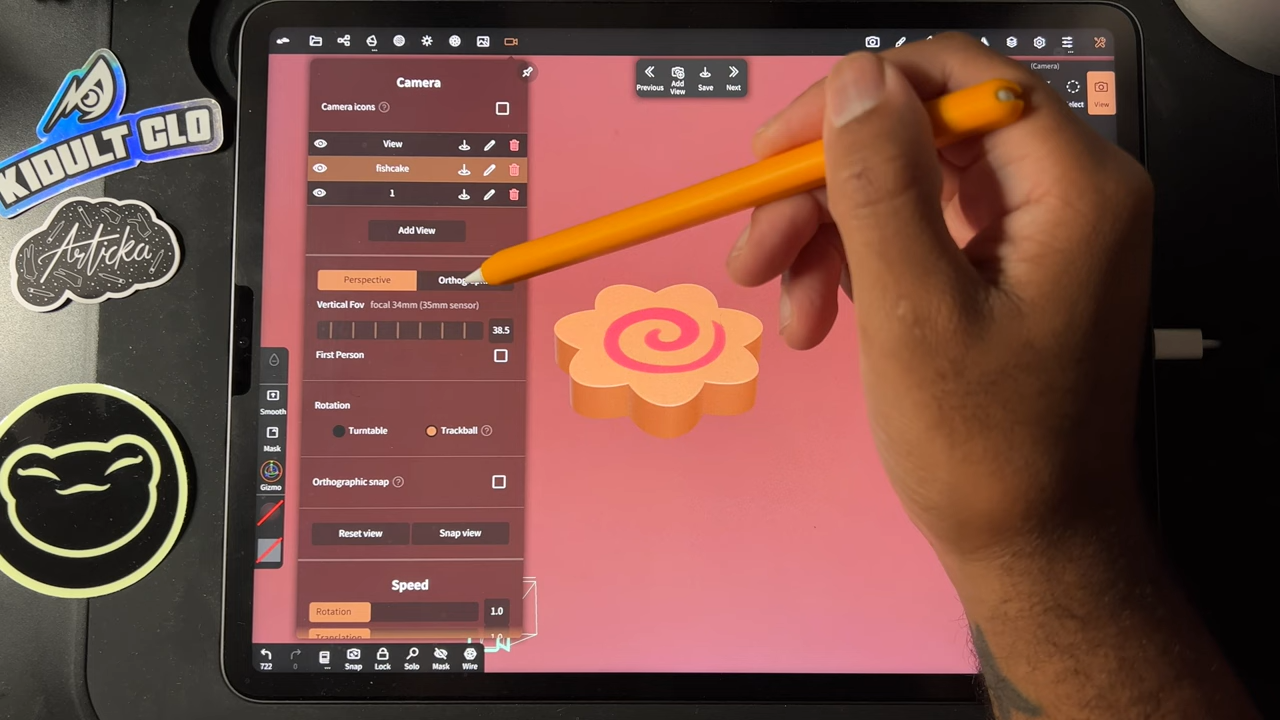 KIDULT CLO
Articka
Camera
Camera icons ?
View
fishcake
1
Add View
Perspective
Vertical Fov focal 34mm (35mm sensor)
38.5
First Person
Rotation
Turntable
Trackball ?
Orthographic snap ?
Reset view
Snap view
Speed
Rotation
1.0
Previous
Add View
Save
Next
(Camera)
View
Smooth
Mask
Gizmo
722
0
Snap
Lock
Solo
Mask
Wire